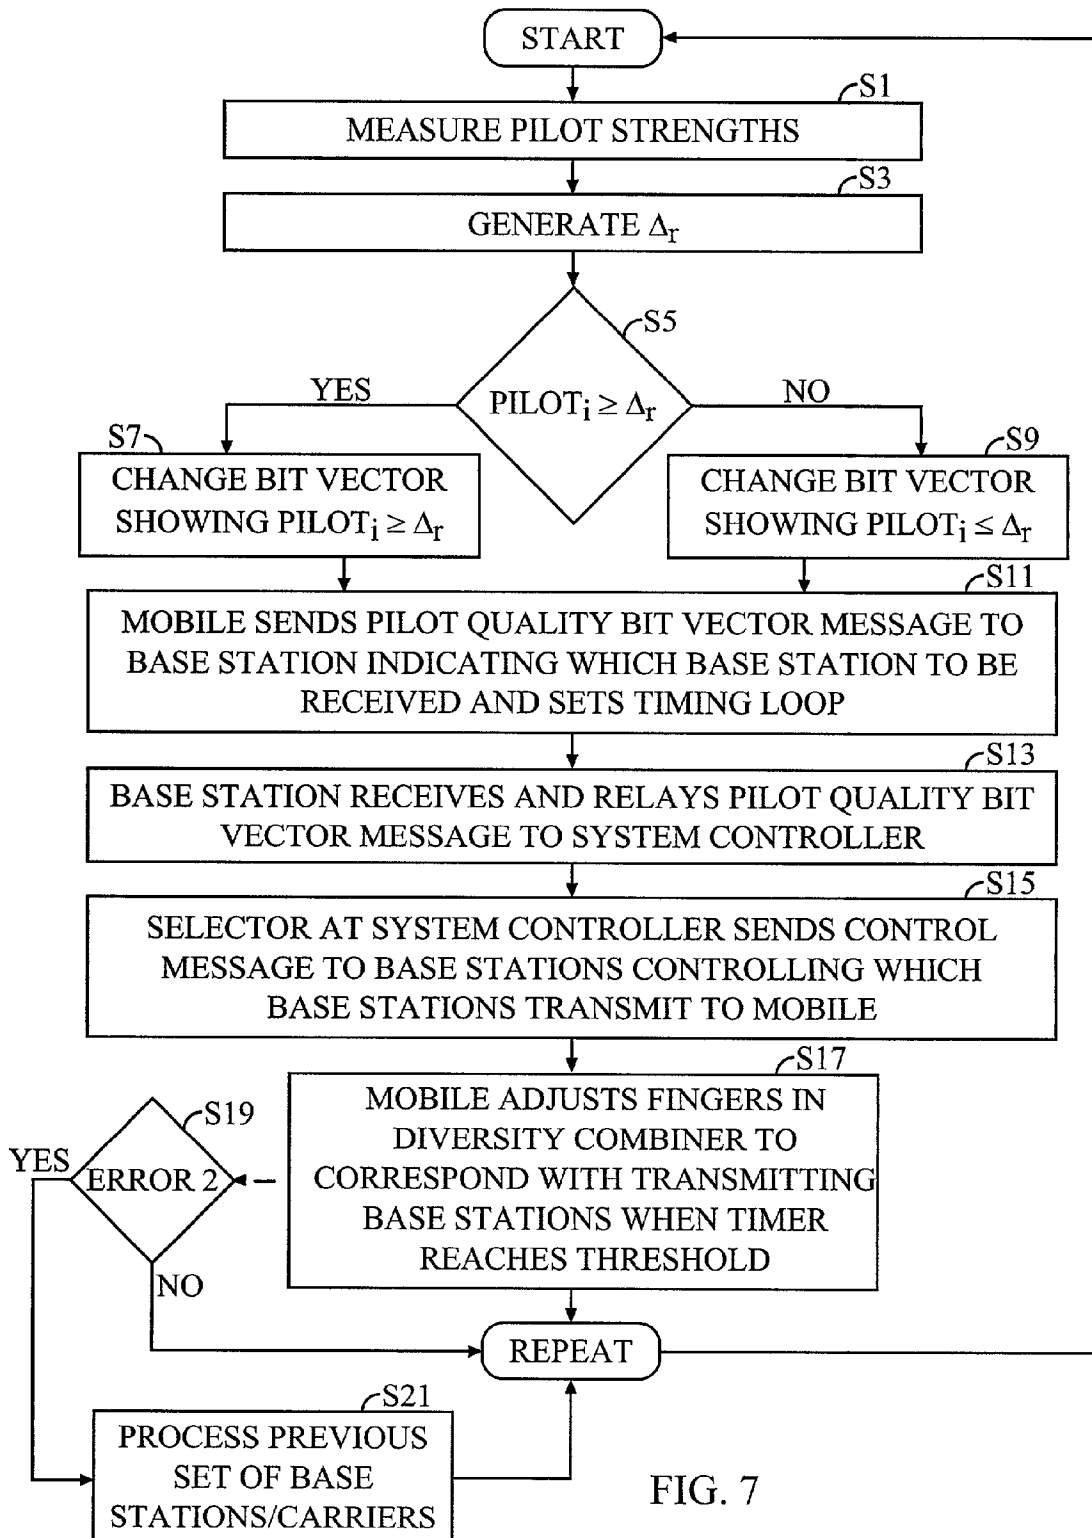 START
S1
MEASURE PILOT STRENGTHS
S3
GENERATE Δr
S5
PILOTi ≥ Δr
YES
NO
S7
CHANGE BIT VECTOR
SHOWING PILOTi ≥ Δr
S9
CHANGE BIT VECTOR
SHOWING PILOTi ≤ Δr
S11
MOBILE SENDS PILOT QUALITY BIT VECTOR MESSAGE TO
BASE STATION INDICATING WHICH BASE STATION TO BE
RECEIVED AND SETS TIMING LOOP
S13
BASE STATION RECEIVES AND RELAYS PILOT QUALITY BIT
VECTOR MESSAGE TO SYSTEM CONTROLLER
S15
SELECTOR AT SYSTEM CONTROLLER SENDS CONTROL
MESSAGE TO BASE STATIONS CONTROLLING WHICH
BASE STATIONS TRANSMIT TO MOBILE
S17
MOBILE ADJUSTS FINGERS IN
DIVERSITY COMBINER TO
CORRESPOND WITH TRANSMITTING
BASE STATIONS WHEN TIMER
REACHES THRESHOLD
S19
ERROR 2
YES
NO
REPEAT
S21
PROCESS PREVIOUS
SET OF BASE
STATIONS/CARRIERS
FIG. 7